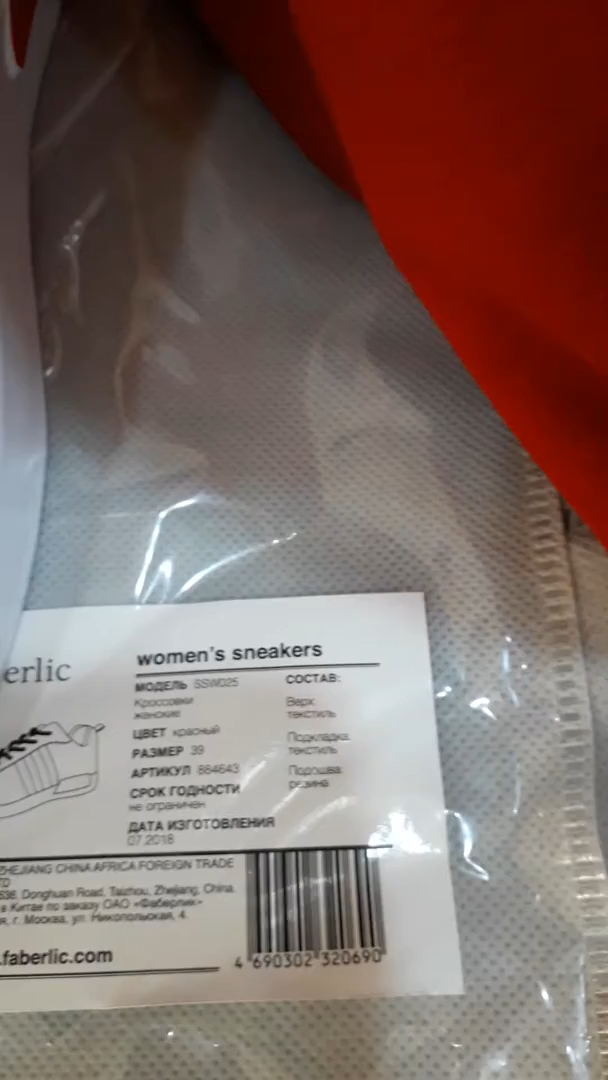 erlic
women's sneakers
МОДЕЛЬ SSW025
Кроссовки
женские
ЦВЕТ красный
РАЗМЕР 39
АРТИКУЛ 864643
СРОК ГОДНОСТИ
не ограничен
ДАТА ИЗГОТОВЛЕНИЯ
07.2018
СОСТАВ:
Верх:
текстиль
Подкладка:
текстиль
Подошва:
резина
ZHEJIANG CHINA AFRICA FOREIGN TRADE
TD
636, Donghuan Road, Taizhou, Zhejiang, China.
в Китае по заказу ОАО «Фаберлик»
я, г. Москва, ул. Никопольская, 4.
.faberlic.com
4 690302 320690